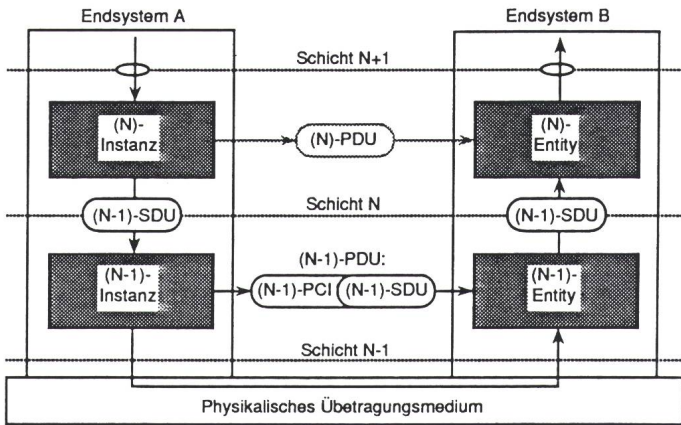 Endsystem A
Endsystem B
Schicht N+1
(N)-
Instanz
(N)-PDU
(N)-
Entity
(N-1)-SDU
Schicht N
(N-1)-SDU
(N-1)-PDU:
(N-1)-
Instanz
(N-1)-PCI
(N-1)-SDU
(N-1)-
Entity
Schicht N-1
Physikalisches Übetragungsmedium